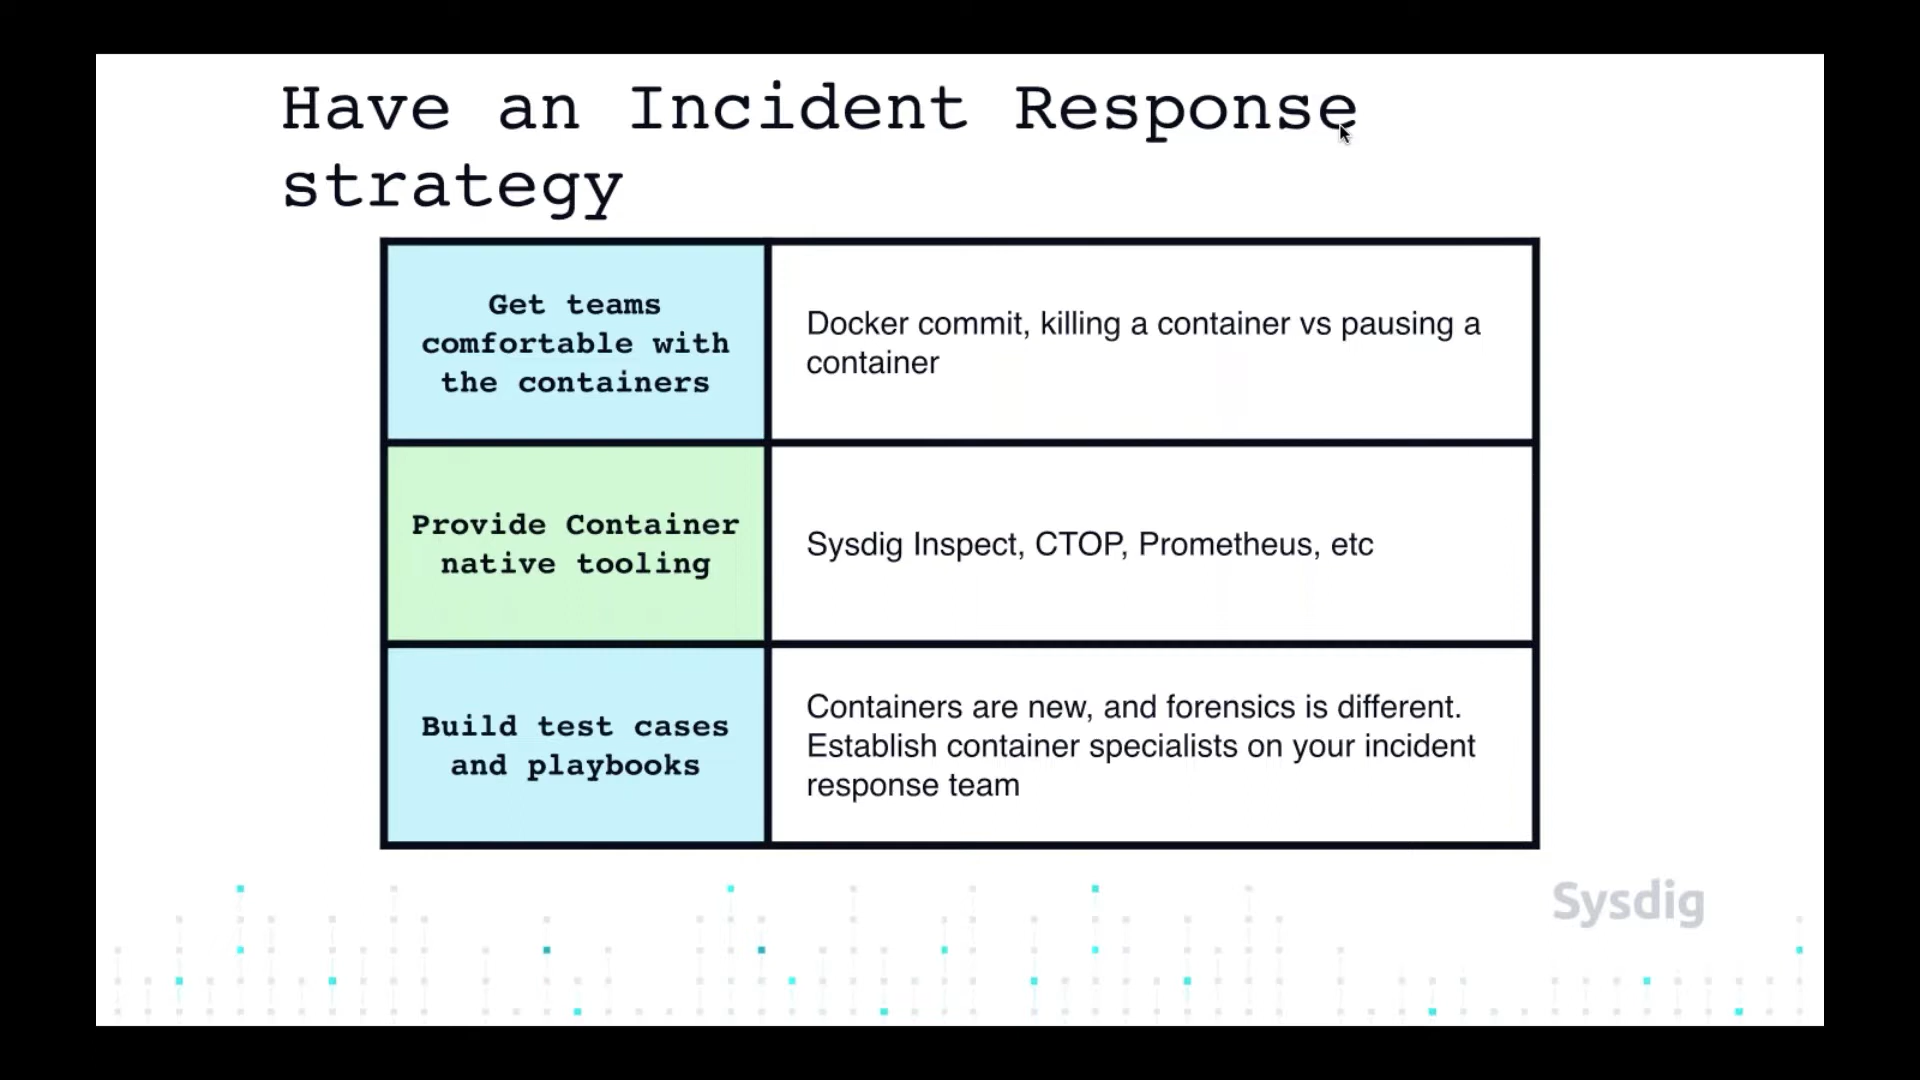 Have an Incident Response
strategy
Get teams
comfortable with
the containers
Docker commit, killing a container vs pausing a
container
Provide Container
native tooling
Sysdig Inspect, CTOP, Prometheus, etc
Build test cases
and playbooks
Containers are new, and forensics is different.
Establish container specialists on your incident
response team
Sysdig